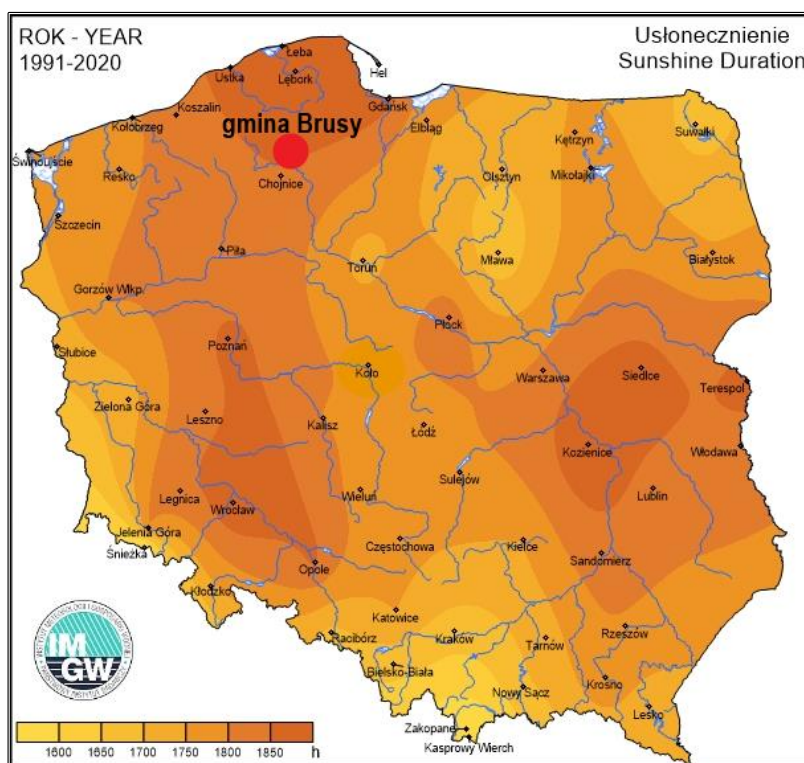 ROK - YEAR
1991-2020
Usłonecznienie
Sunshine Duration
Łeba
Ustka
Lębork
Hel
Koszalin
Gdańsk
Kołobrzeg
gmina Brusy
Elbląg
Kętrzyn
Suwałki
Świnoujście
Resko
Chojnice
Olsztyn
Mikołajki
Szczecin
Piła
Toruń
Mława
Białystok
Gorzów Wlkp.
Płock
Słubice
Poznań
Koło
Warszawa
Siedlce
Terespol
Zielona Góra
Leszno
Kalisz
Łódź
Kozienice
Włodawa
Sulejów
Legnica
Wrocław
Wieluń
Lublin
Jelenia Góra
Śnieżka
Częstochowa
Kielce
Sandomierz
Opole
Kłodzko
Katowice
Racibórz
Kraków
Tarnów
Rzeszów
Bielsko-Biała
Nowy Sącz
Krosno
Lesko
Zakopane
Kasprowy Wierch
IM
GW
1600 1650 1700 1750 1800 1850 h